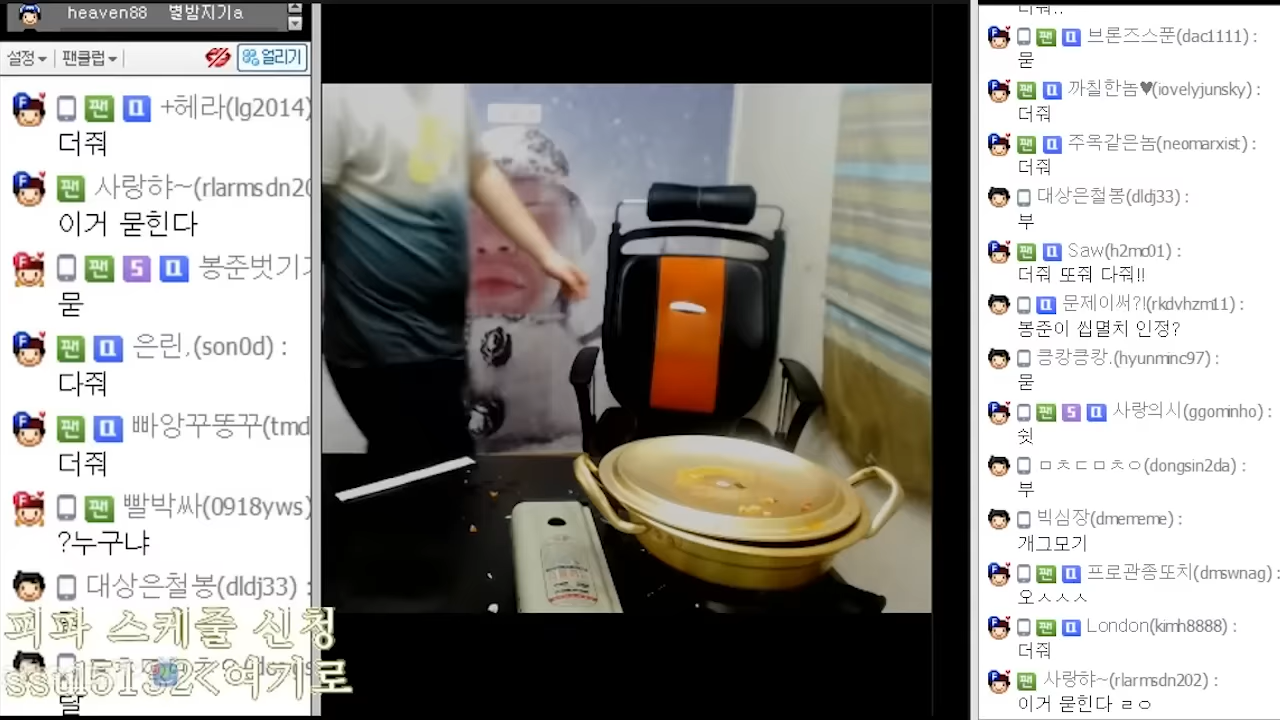 heaven88 별밤지기a
설정 팬클럽 얼리기
+헤라(lg2014)
더줘
사랑햐~(rlarmsdn20
이거 묻힌다
봉준벗기기
묻
은린,(son0d) :
다줘
빠앙꾸똥꾸(tmd
더줘
빨박싸(0918yws)
?누구냐
대상은철봉(dldj33) :
피파 스케줄 신청
ssd5132<여기로
더줘..
브론즈스푼(dac1111) :
묻
까칠한놈♥(iovelyjunsky) :
더줘
주옥같은놈(neomarxist) :
더줘
대상은철봉(dldj33) :
부
Saw(h2mc01) :
더줘 또줘 다줘!!
문제이써?!(rkdvhzm11) :
봉준이 씹멸치 인정?
킁캉킁캉.(hyunminc97) :
묻
사랑의시(ggominho) :
쉿
ㅁㅊㄷㅁㅊㅇ(dongsin2da) :
부
빅심장(dmememe) :
개그모기
프로관종또치(dmswnag) :
오ㅅㅅㅅ
London(kimh8888) :
더줘
사랑햐~(rlarmsdn202) :
이거 묻힌다 ㄹㅇ